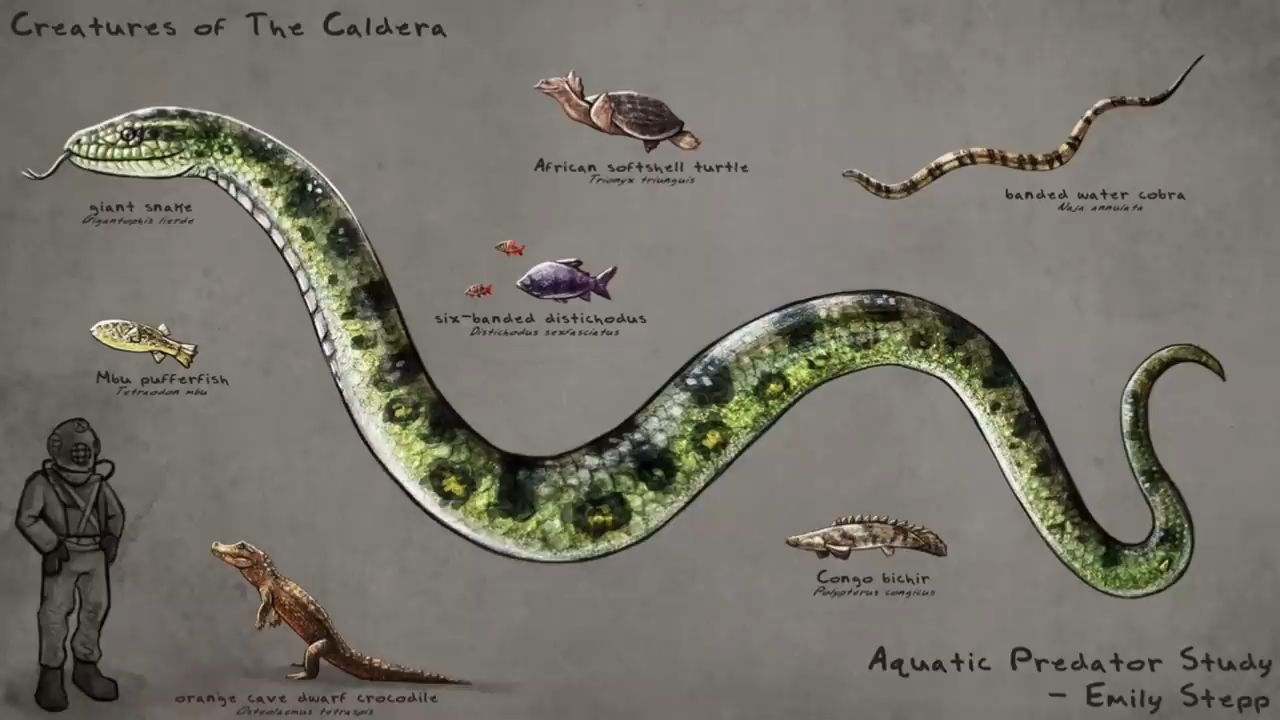 Creatures of The Caldera
African softshell turtle
Trionyx triunguis
banded water cobra
Naja annulata
giant snake
Gigantophis
six-banded distichodus
Distichodus sexfasciatus
Mbu pufferfish
Tetraodon mbu
Congo bichir
Polypterus congicus
orange cave dwarf crocodile
Osteolaemus tetraspis
Aquatic Predator Study
- Emily Stepp